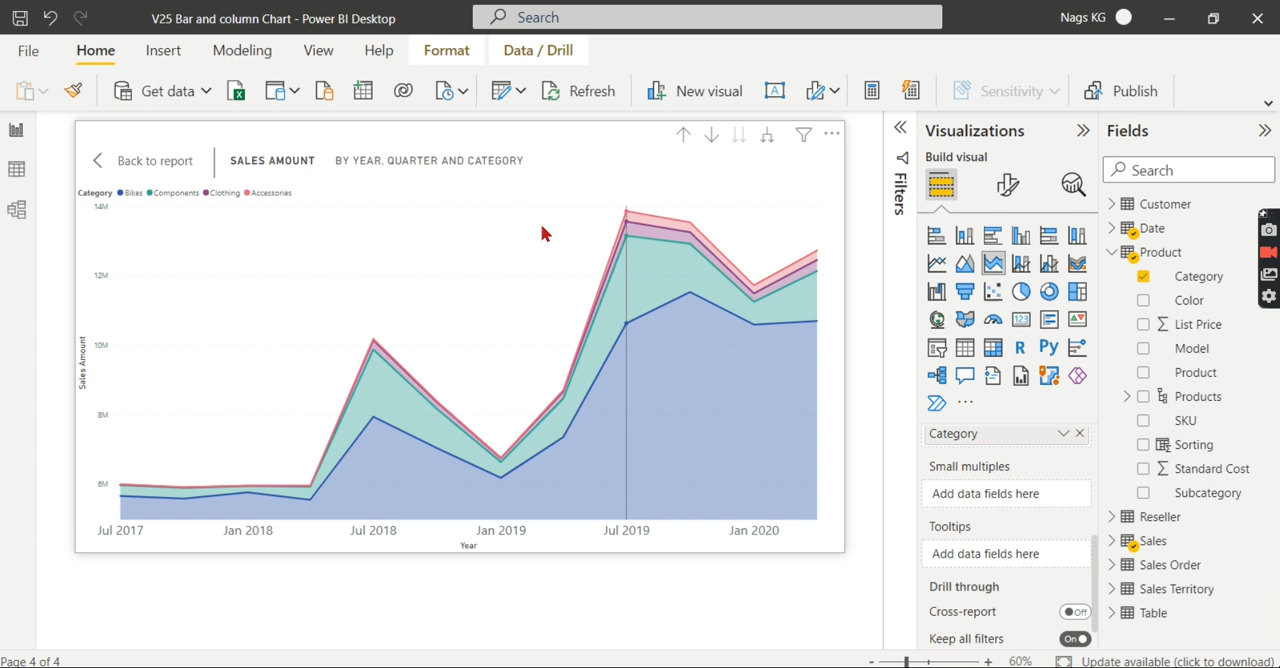 V25 Bar and column Chart - Power BI Desktop
Search
Nags KG
File Home Insert Modeling View Help Format Data / Drill
Get data
Refresh
New visual
Sensitivity
Publish
Back to report
SALES AMOUNT BY YEAR, QUARTER AND CATEGORY
Category Bikes Components Clothing Accessories
14M
12M
10M
8M
6M
Sales Amount
Jul 2017 Jan 2018 Jul 2018 Jan 2019 Jul 2019 Jan 2020
Year
Filters
Visualizations
Build visual
123
R Py
Category
Small multiples
Add data fields here
Tooltips
Add data fields here
Drill through
Cross-report
Off
Keep all filters
On
Fields
Search
Customer
Date
Product
Category
Color
List Price
Model
Product
Products
SKU
Sorting
Standard Cost
Subcategory
Reseller
Sales
Sales Order
Sales Territory
Table
Page 4 of 4
- + 60%
Update available (click to download)